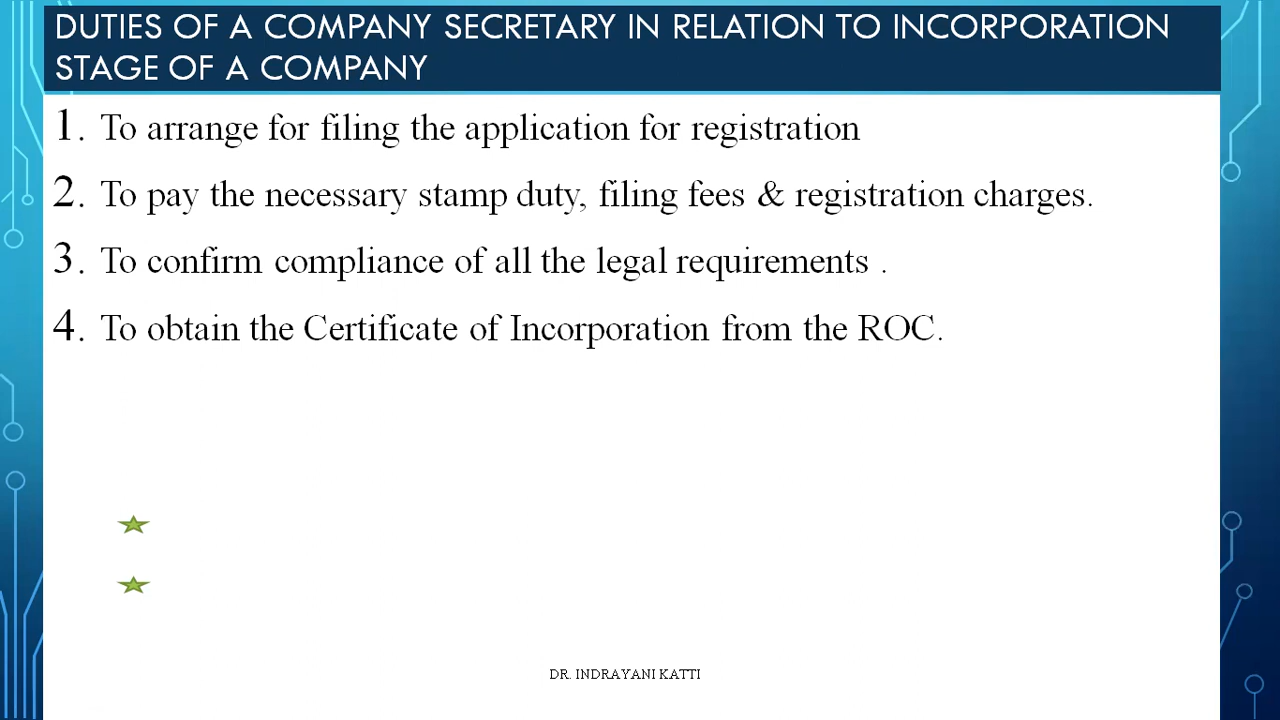 DUTIES OF A COMPANY SECRETARY IN RELATION TO INCORPORATION
STAGE OF A COMPANY
1. To arrange for filing the application for registration
2. To pay the necessary stamp duty, filing fees & registration charges.
3. To confirm compliance of all the legal requirements .
4. To obtain the Certificate of Incorporation from the ROC.
DR. INDRAYANI KATTI